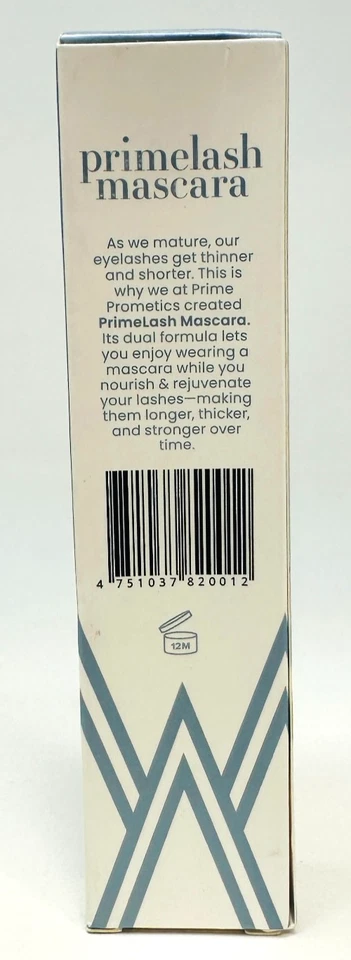 primelash
mascara
As we mature, our
eyelashes get thinner
and shorter. This is
why we at Prime
Prometics created
PrimeLash Mascara.
Its dual formula lets
you enjoy wearing a
mascara while you
nourish & rejuvenate
your lashes—making
them longer, thicker,
and stronger over
time.
4 751037 820012
12M